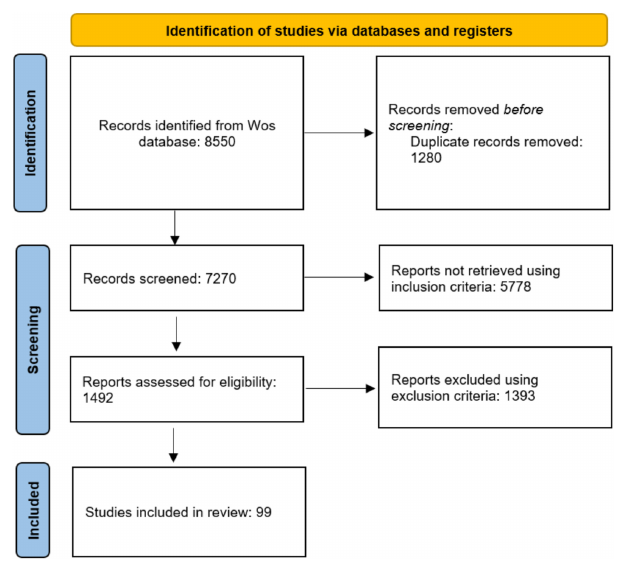 Identification of studies via databases and registers
Identification
Records identified from Wos
database: 8550
Records removed before
screening:
Duplicate records removed:
1280
Screening
Records screened: 7270
Reports not retrieved using
inclusion criteria: 5778
Reports assessed for eligibility:
1492
Reports excluded using
exclusion criteria: 1393
Included
Studies included in review: 99